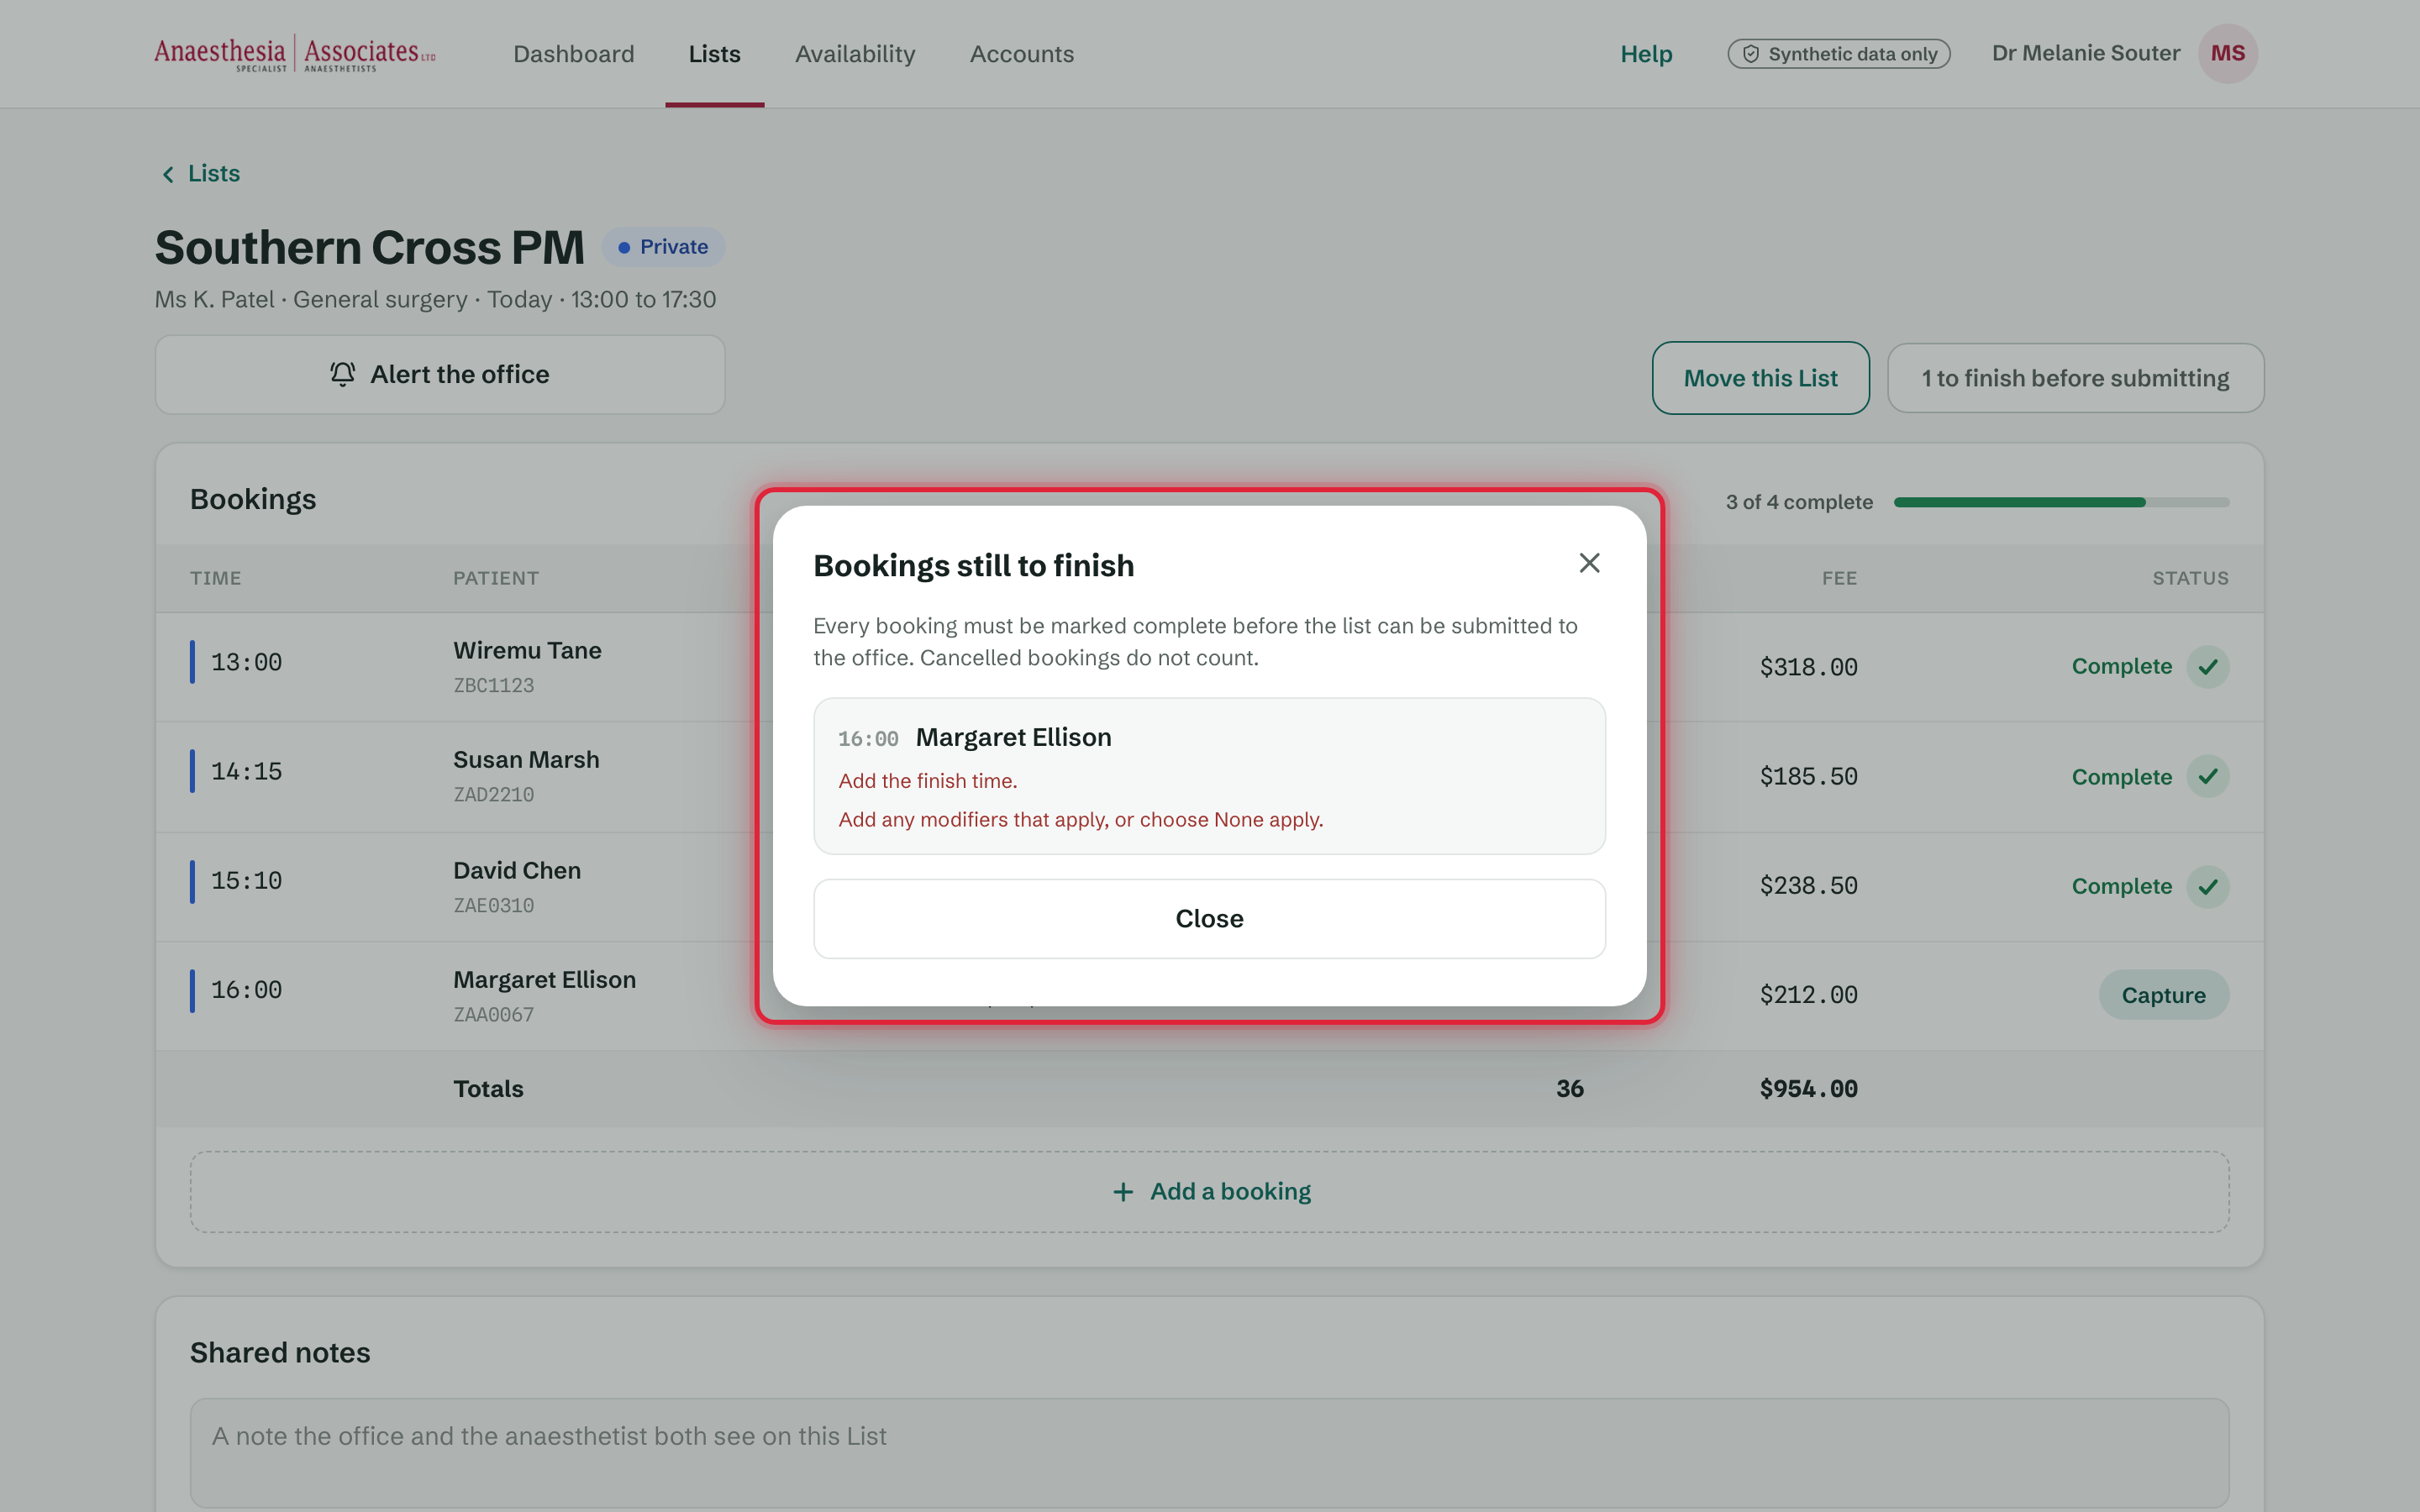 Anaesthesia | Associates LTD
SPECIALIST ANAESTHETISTS
Dashboard
Lists
Availability
Accounts
Help
Synthetic data only
Dr Melanie Souter
MS
Lists
Southern Cross PM
Private
Ms K. Patel · General surgery · Today · 13:00 to 17:30
Alert the office
Move this List
1 to finish before submitting
Bookings
3 of 4 complete
TIME
PATIENT
FEE
STATUS
13:00
Wiremu Tane
ZBC1123
$318.00
Complete
14:15
Susan Marsh
ZAD2210
$185.50
Complete
15:10
David Chen
ZAE0310
$238.50
Complete
16:00
Margaret Ellison
ZAA0067
$212.00
Capture
Totals
36
$954.00
Add a booking
Bookings still to finish
Every booking must be marked complete before the list can be submitted to
the office. Cancelled bookings do not count.
16:00 Margaret Ellison
Add the finish time.
Add any modifiers that apply, or choose None apply.
Close
Shared notes
A note the office and the anaesthetist both see on this List